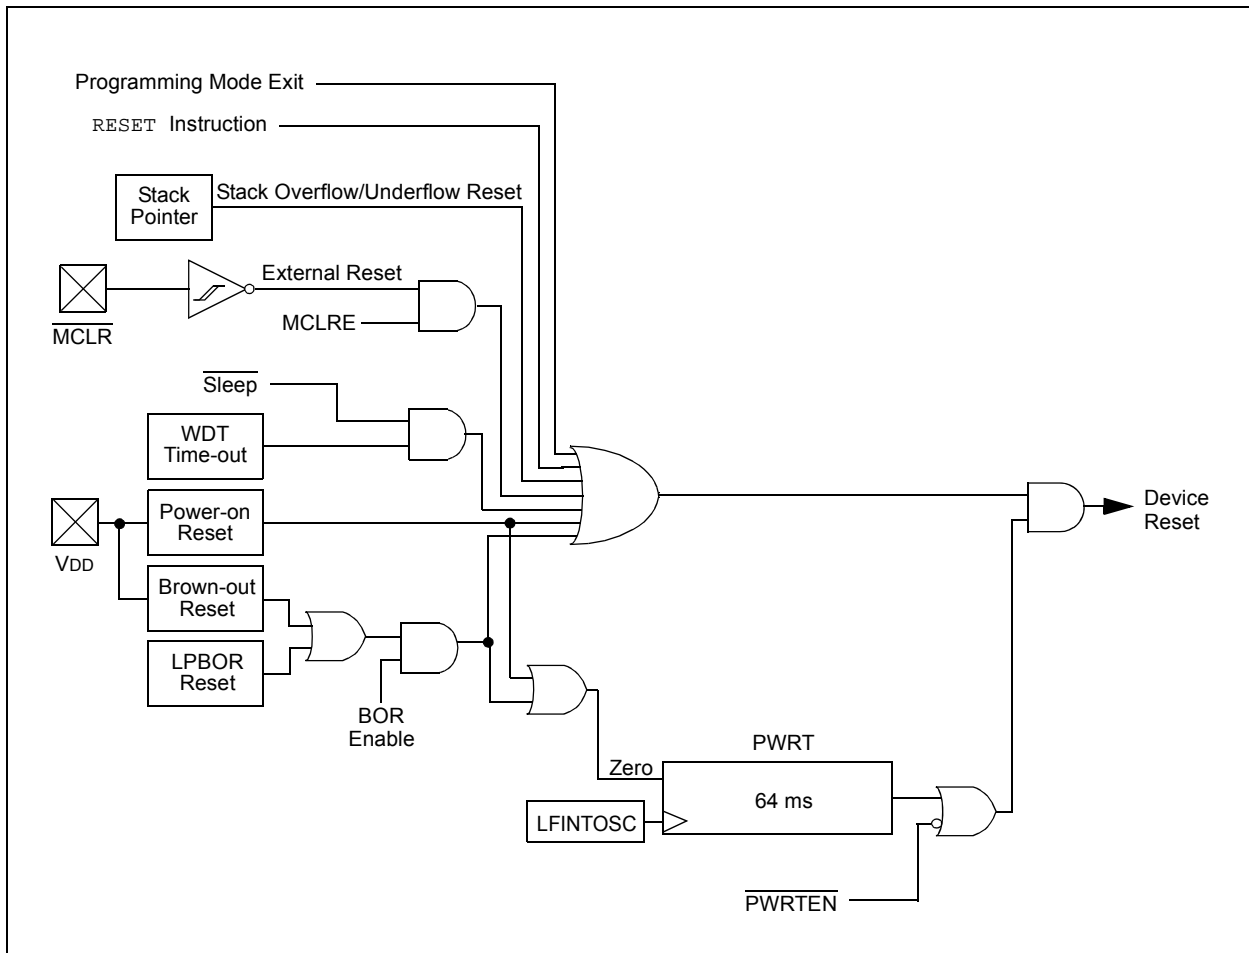 Programming Mode Exit
RESET Instruction
Stack
Pointer
Stack Overflow/Underflow Reset
External Reset
MCLR
MCLRE
Sleep
WDT
Time-out
Power-on
Reset
VDD
Brown-out
Reset
LPBOR
Reset
BOR
Enable
Device
Reset
PWRT
Zero
64 ms
LFINTOSC
PWRTEN